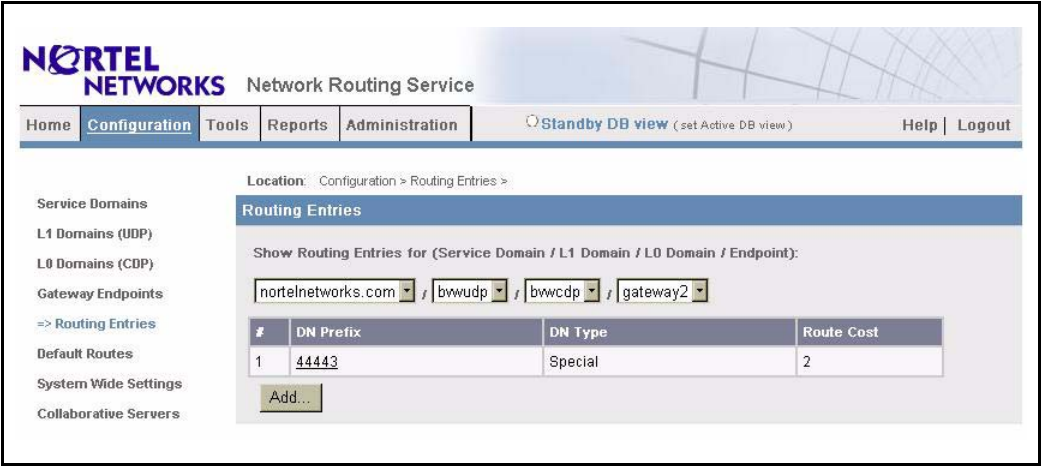 NORTEL
NETWORKS Network Routing Service
Home Configuration Tools Reports Administration Standby DB view ( set Active DB view ) Help | Logout
Location: Configuration > Routing Entries >
Service Domains
Routing Entries
L1 Domains (UDP)
Show Routing Entries for (Service Domain / L1 Domain / L0 Domain / Endpoint):
L0 Domains (CDP)
Gateway Endpoints
nortelnetworks.com / bvwudp / bvwcdp / gateway2
=> Routing Entries
# DN Prefix DN Type Route Cost
Default Routes
1 44443 Special 2
System Wide Settings
Add...
Collaborative Servers